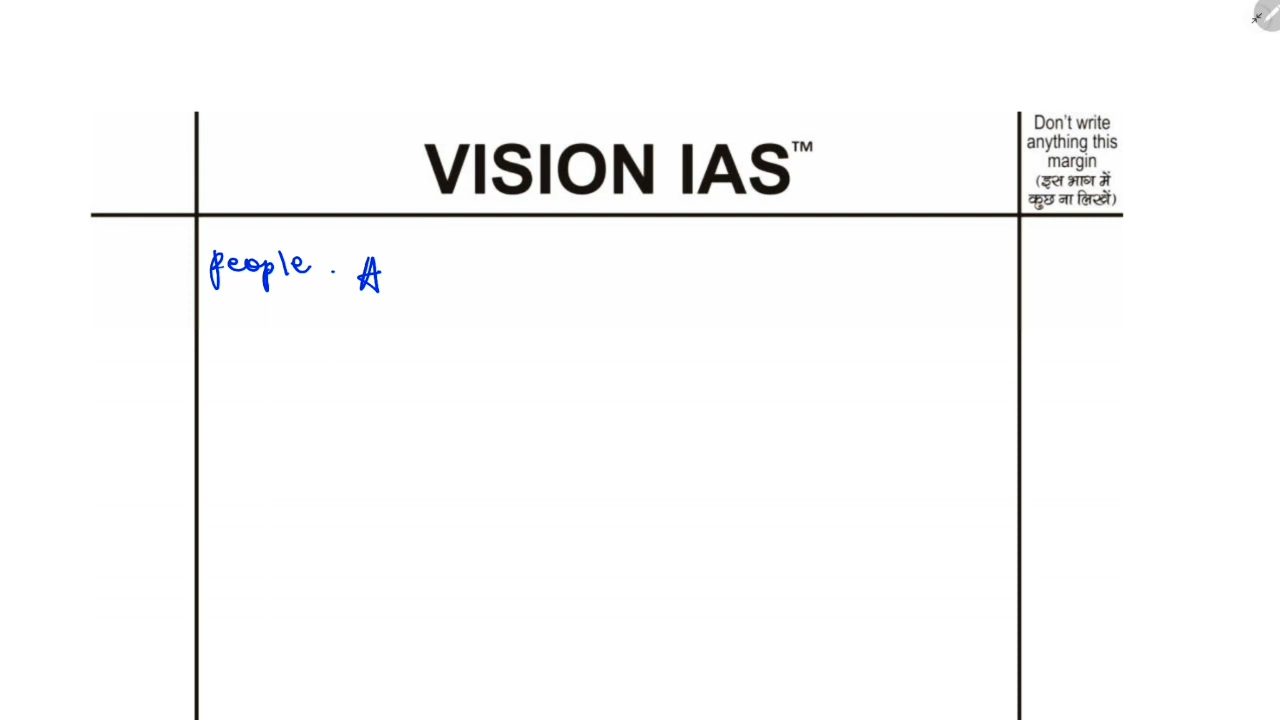 VISION IAS™
Don't write
anything this
margin
(इस भाग में
कुछ ना लिखें)
people. A